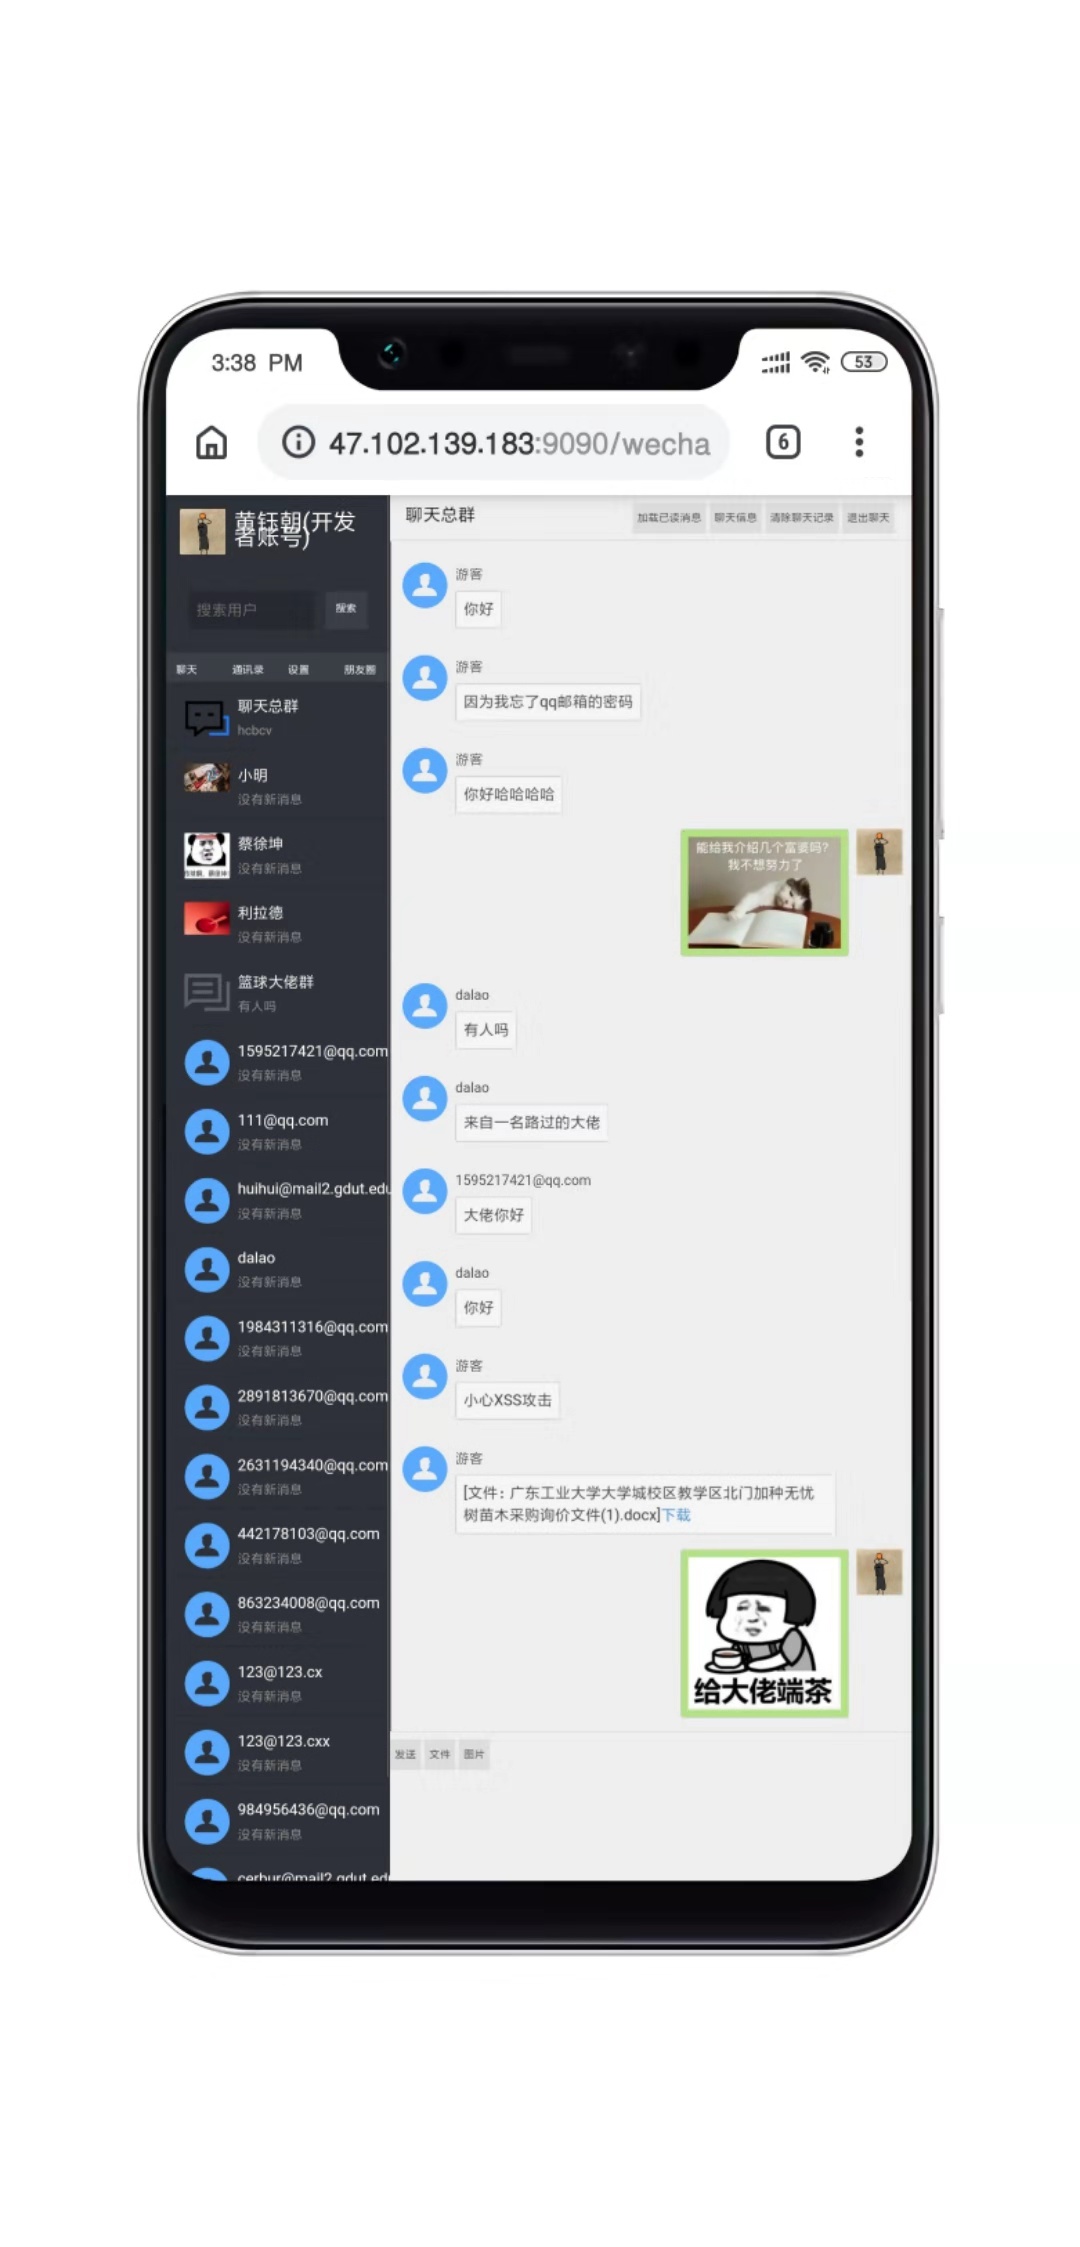 3:38 PM
53
47.102.139.183:9090/wecha
6
董钰朝(开发
者账号)
搜索用户
搜索
聊天
通讯录
设置
朋友圈
聊天总群
hcbcv
小明
没有新消息
蔡徐坤
没有新消息
利拉德
没有新消息
篮球大佬群
有人吗
1595217421@qq.com
没有新消息
111@qq.com
没有新消息
huihui@mail2.gdut.edu
没有新消息
dalao
没有新消息
1984311316@qq.com
没有新消息
2891813670@qq.com
没有新消息
2631194340@qq.com
没有新消息
442178103@qq.com
没有新消息
863234008@qq.com
没有新消息
123@123.cx
没有新消息
123@123.cxx
没有新消息
984956436@qq.com
没有新消息
cerbur@mail2.gdut.edu
聊天总群
加载已读消息
聊天信息
清除聊天记录
退出聊天
游客
你好
游客
因为我忘了qq邮箱的密码
游客
你好哈哈哈哈
能给我介绍几个富婆吗?
我不想努力了
dalao
有人吗
dalao
来自一名路过的大佬
1595217421@qq.com
大佬你好
dalao
你好
游客
小心XSS攻击
游客
[文件: 广东工业大学大学城校区教学区北门加种无忧
树苗木采购询价文件(1).docx]下载
给大佬端茶
发送
文件
图片